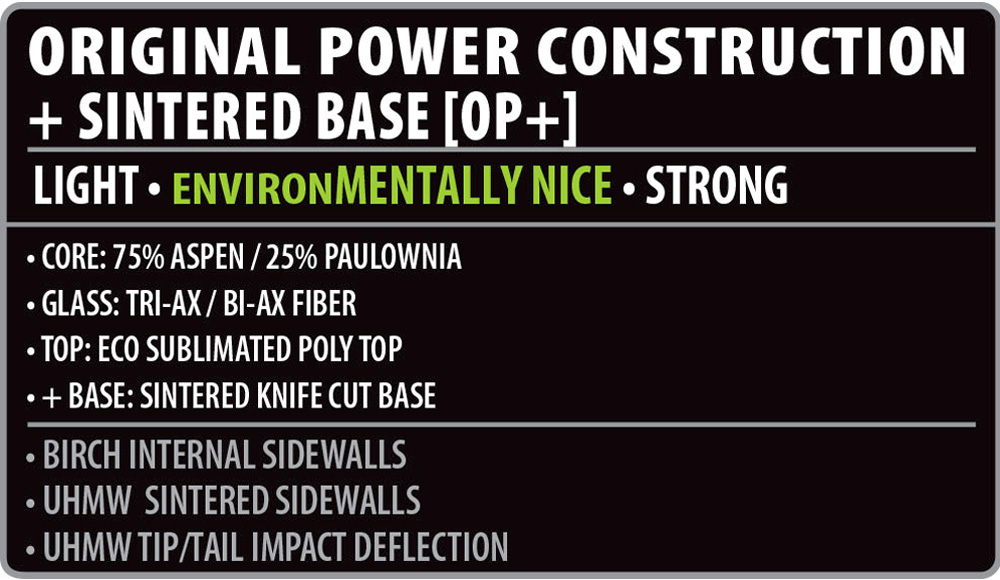 ORIGINAL POWER CONSTRUCTION
+ SINTERED BASE [OP+]
LIGHT • ENVIRONMENTALLY NICE • STRONG
• CORE: 75% ASPEN / 25% PAULOWNIA
• GLASS: TRI-AX / BI-AX FIBER
• TOP: ECO SUBLIMATED POLY TOP
• + BASE: SINTERED KNIFE CUT BASE
• BIRCH INTERNAL SIDEWALLS
• UHMW SINTERED SIDEWALLS
• UHMW TIP/TAIL IMPACT DEFLECTION